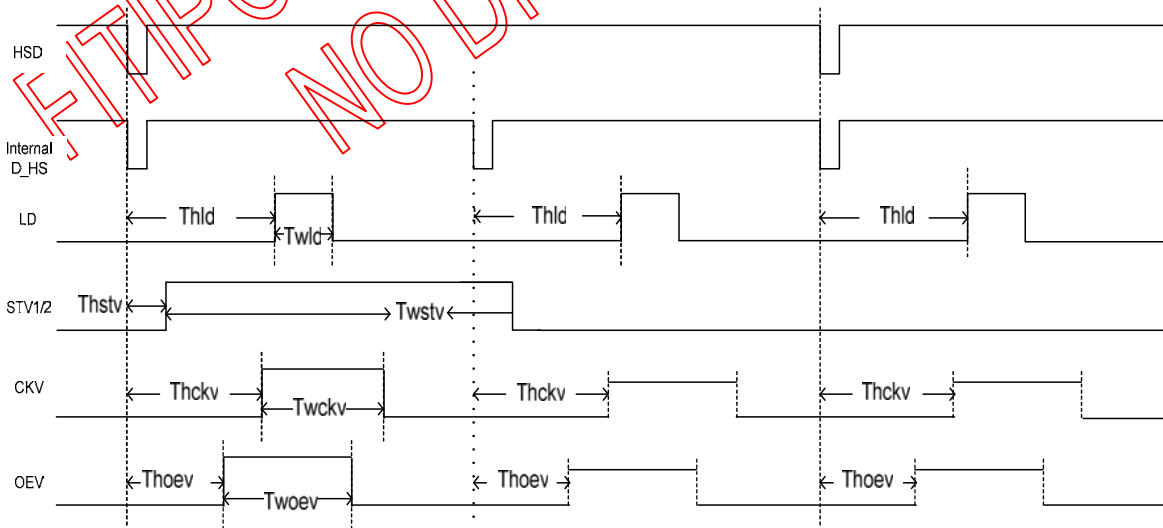 HSD
Internal
D_HS
LD
Thld
Twld
Thld
Thld
STV1/2
Thstv
Twstv
CKV
Thckv
Twckv
Thckv
Thckv
OEV
Thoev
Twoev
Thoev
Thoev
NO D